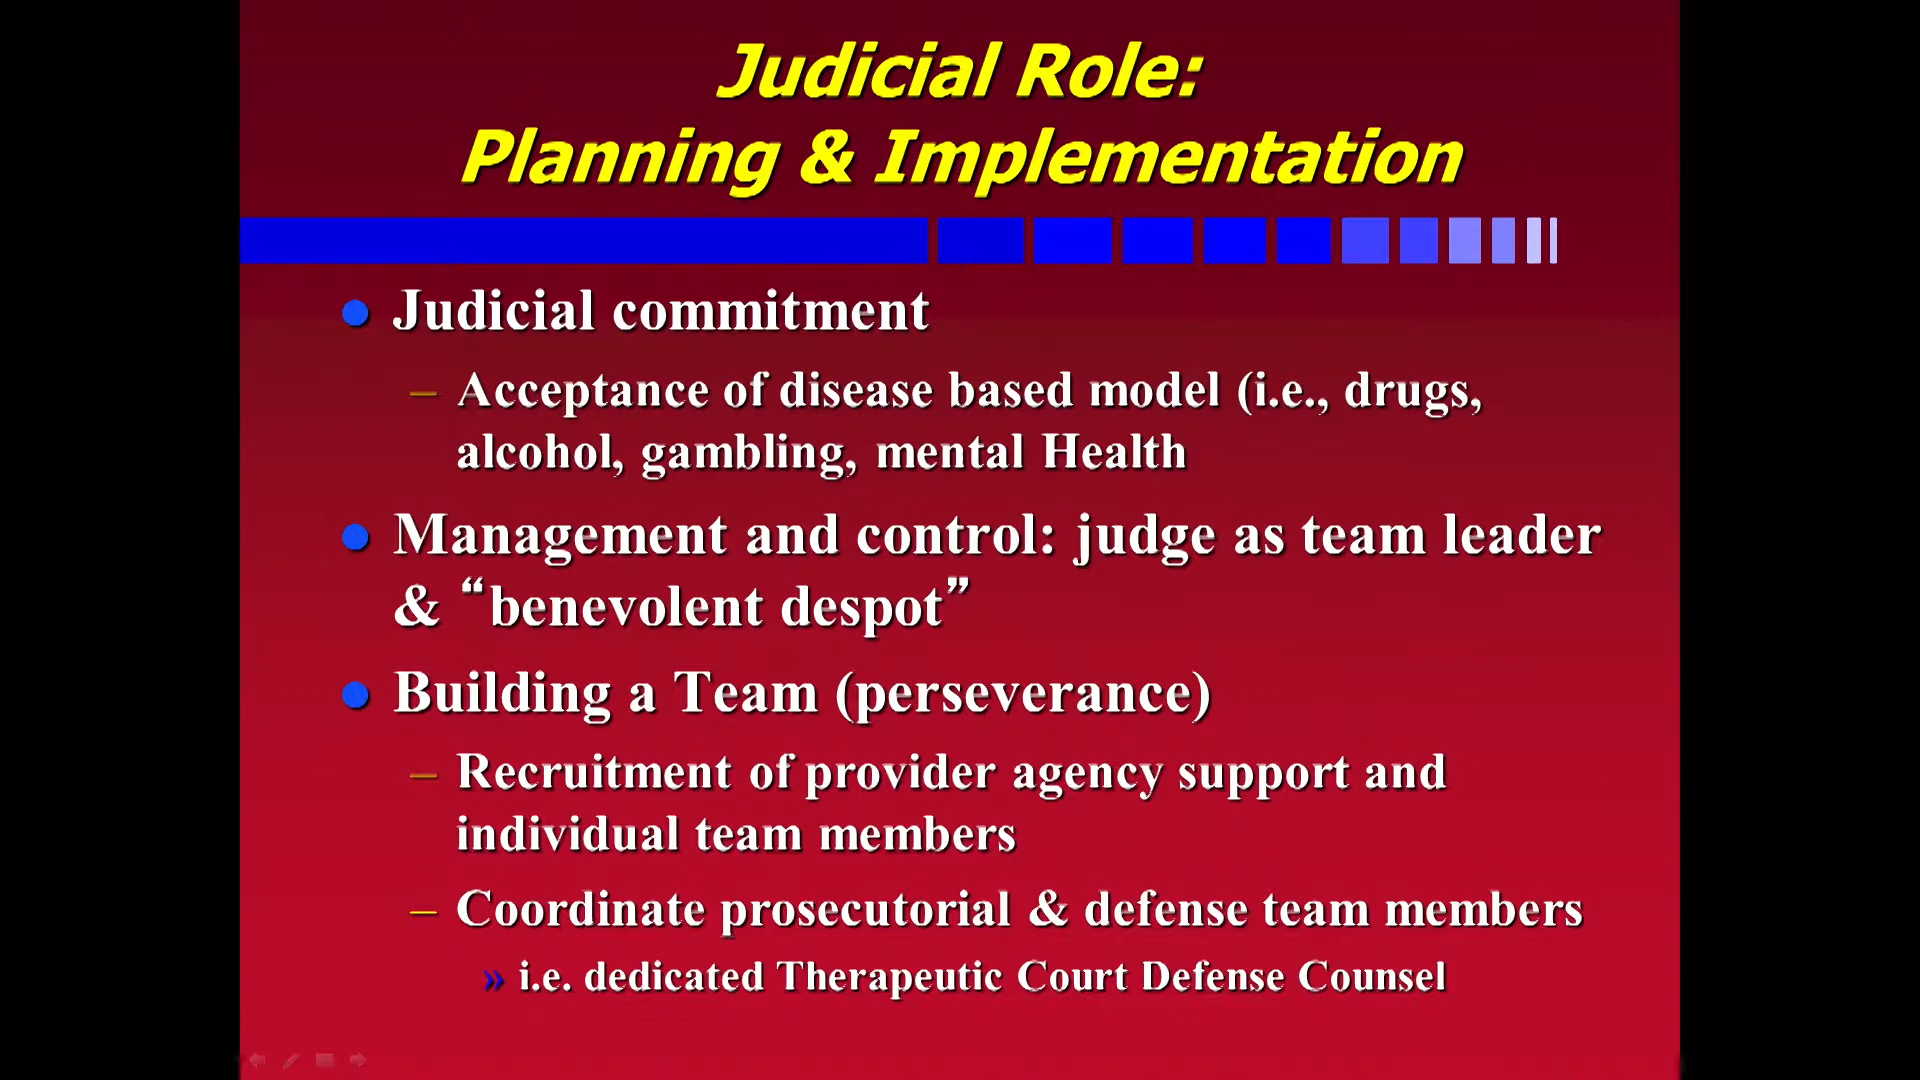 Judicial Role:
Planning & Implementation
Judicial commitment
– Acceptance of disease based model (i.e., drugs,
alcohol, gambling, mental Health
Management and control: judge as team leader
& “benevolent despot”
Building a Team (perseverance)
– Recruitment of provider agency support and
individual team members
– Coordinate prosecutorial & defense team members
» i.e. dedicated Therapeutic Court Defense Counsel